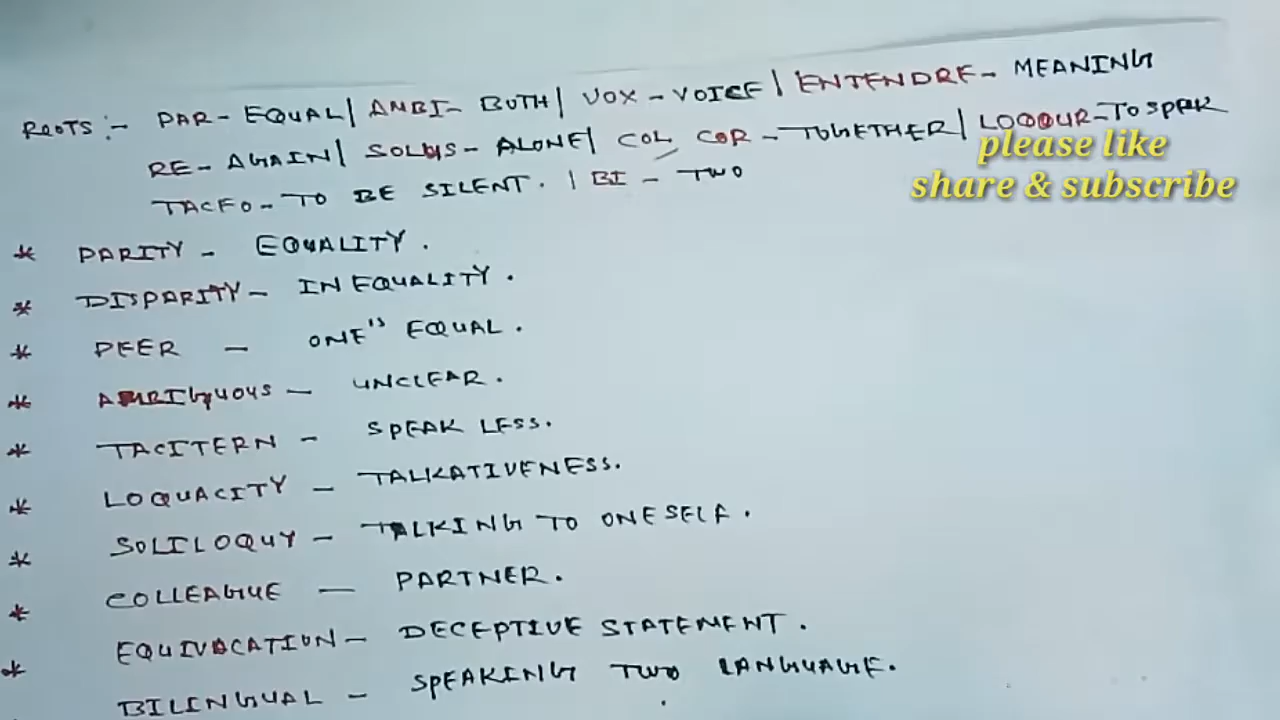 ROOTS:- PAR- EQUAL| AMBI- BOTH| VOX-VOICE| ENTENDRE- MEANING
RE- AGAIN| SOLUS- ALONE| COL, COR -TOGETHER| LOQOUR-TO SPEAK
TACEO- TO BE SILENT. | BI - TWO
please like
share & subscribe
* PARITY - EQUALITY.
* DISPARITY- INEQUALITY.
* PEER - ONE'S EQUAL.
* AMBIGUOUS - UNCLEAR.
* TACITERN - SPEAK LESS.
* LOQUACITY - TALKATIVENESS.
* SOLILOQUY - TALKING TO ONESELF.
* COLLEAGUE - PARTNER.
* EQUIVOCATION- DECEPTIVE STATEMENT.
BILINGUAL - SPEAKING TWO LANGUAGE.